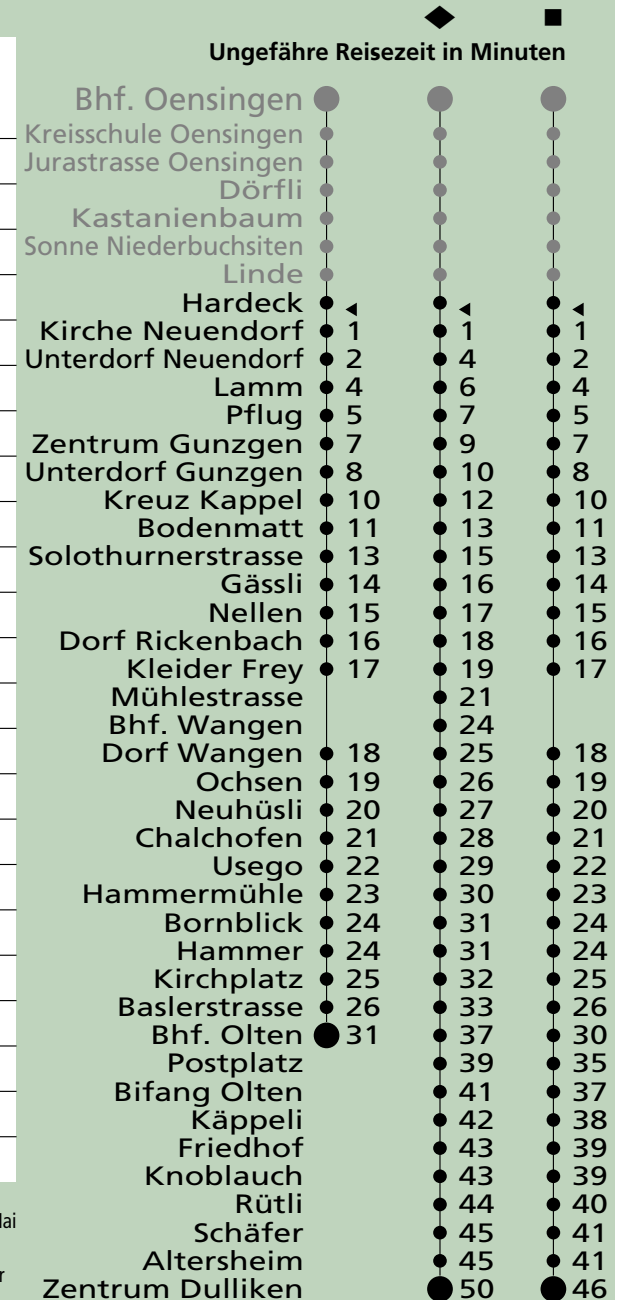 Ungefähre Reisezeit in Minuten
Bhf. Oensingen
Kreisschule Oensingen
Jurastrasse Oensingen
Dörfli
Kastanienbaum
Sonne Niederbuchsiten
Linde
Hardeck
Kirche Neuendorf 1 1 1
Unterdorf Neuendorf 2 4 2
Lamm 4 6 4
Pflug 5 7 5
Zentrum Gunzgen 7 9 7
Unterdorf Gunzgen 8 10 8
Kreuz Kappel 10 12 10
Bodenmatt 11 13 11
Solothurnerstrasse 13 15 13
Gässli 14 16 14
Nellen 15 17 15
Dorf Rickenbach 16 18 16
Kleider Frey 17 19 17
Mühlestrasse 21
Bhf. Wangen 24
Dorf Wangen 18 25 18
Ochsen 19 26 19
Neuhüsli 20 27 20
Chalchofen 21 28 21
Usego 22 29 22
Hammermühle 23 30 23
Bornblick 24 31 24
Hammer 24 31 24
Kirchplatz 25 32 25
Baslerstrasse 26 33 26
Bhf. Olten 31 37 30
Postplatz 39 35
Bifang Olten 41 37
Käppeli 42 38
Friedhof 43 39
Knoblauch 43 39
Rütli 44 40
Schäfer 45 41
Altersheim 45 41
Zentrum Dulliken 50 46